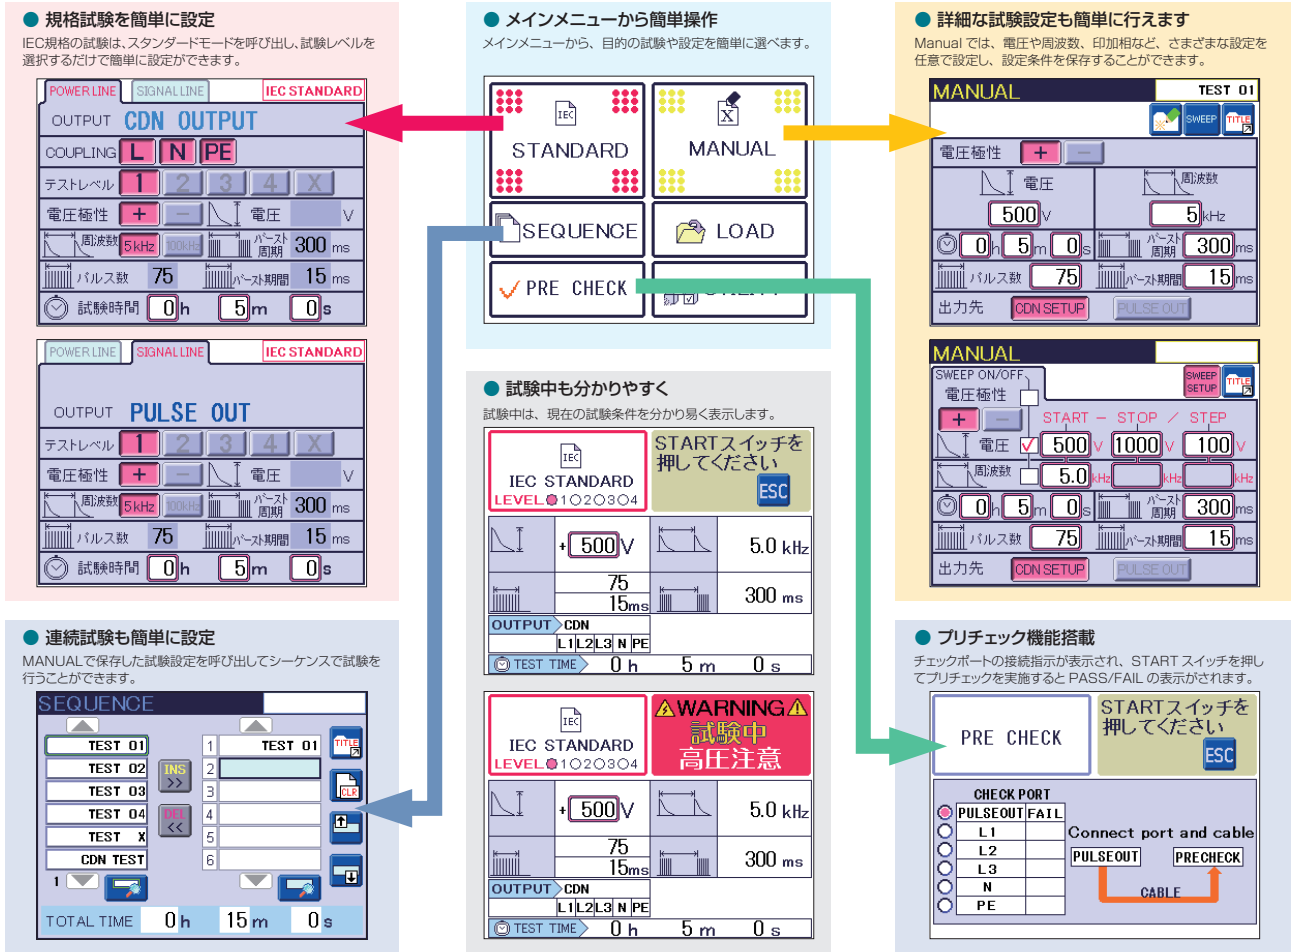 ● 規格試験を簡単に設定
IEC規格の試験は、スタンダードモードを呼び出し、試験レベルを
選択するだけで簡単に設定ができます。
POWER LINE SIGNAL LINE IEC STANDARD
OUTPUT CDN OUTPUT
COUPLING L N PE
テストレベル 1 2 3 4 X
電圧極性 + － 電圧 V
周波数 5kHz 100kHz バースト周期 300 ms
パルス数 75 バースト期間 15 ms
試験時間 0 h 5 m 0 s
POWER LINE SIGNAL LINE IEC STANDARD
OUTPUT PULSE OUT
テストレベル 1 2 3 4 X
電圧極性 + － 電圧 V
周波数 5kHz 100kHz バースト周期 300 ms
パルス数 75 バースト期間 15 ms
試験時間 0 h 5 m 0 s
● メインメニューから簡単操作
メインメニューから、目的の試験や設定を簡単に選べます。
IEC
STANDARD
X
MANUAL
SEQUENCE
LOAD
PRE CHECK
● 詳細な試験設定も簡単に行えます
Manual では、電圧や周波数、印加相など、さまざまな設定を
任意で設定し、設定条件を保存することができます。
MANUAL TEST 01
SWEEP TITLE
電圧極性 + －
電圧 周波数
500 V 5 kHz
0 h 5 m 0 s バースト周期 300 ms
パルス数 75 バースト期間 15 ms
出力先 CDN SETUP PULSE OUT
MANUAL
SWEEP ON/OFF SWEEP SETUP TITLE
電圧極性
+ － START － STOP / STEP
電圧 500 V 1000 V 100 V
周波数 5.0 kHz kHz kHz
0 h 5 m 0 s バースト周期 300 ms
パルス数 75 バースト期間 15 ms
出力先 CDN SETUP PULSE OUT
● 試験中も分かりやすく
試験中は、現在の試験条件を分かり易く表示します。
IEC
IEC STANDARD
LEVEL 1 2 3 4
STARTスイッチを
押してください
ESC
+ 500 V 5.0 kHz
75
15ms 300 ms
OUTPUT CDN
L1 L2 L3 N PE
TEST TIME 0 h 5 m 0 s
IEC
IEC STANDARD
LEVEL 1 2 3 4
WARNING
試験中
高圧注意
+ 500 V 5.0 kHz
75
15ms 300 ms
OUTPUT CDN
L1 L2 L3 N PE
TEST TIME 0 h 5 m 0 s
● 連続試験も簡単に設定
MANUALで保存した試験設定を呼び出してシーケンスで試験を
行うことができます。
SEQUENCE
TEST 01 1 TEST 01 TITLE
TEST 02 INS >> 2
TEST 03 3 CLR
TEST 04 DEL << 4
TEST X 5
CDN TEST 6
1
TOTAL TIME 0 h 15 m 0 s
● プリチェック機能搭載
チェックポートの接続指示が表示され、START スイッチを押し
てプリチェックを実施すると PASS/FAIL の表示がされます。
PRE CHECK
STARTスイッチを
押してください
ESC
CHECK PORT
PULSEOUT FAIL
L1
L2
L3
N
PE
Connect port and cable
PULSEOUT PRECHECK
CABLE